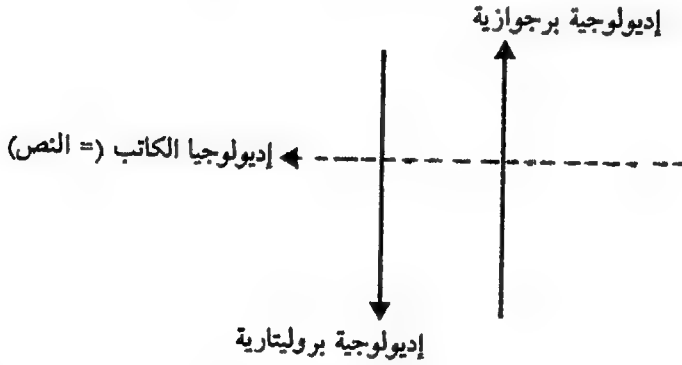 إديولوجية برجوازية
إديولوجيا الكاتب (= النص)
إديولوجية بروليتارية